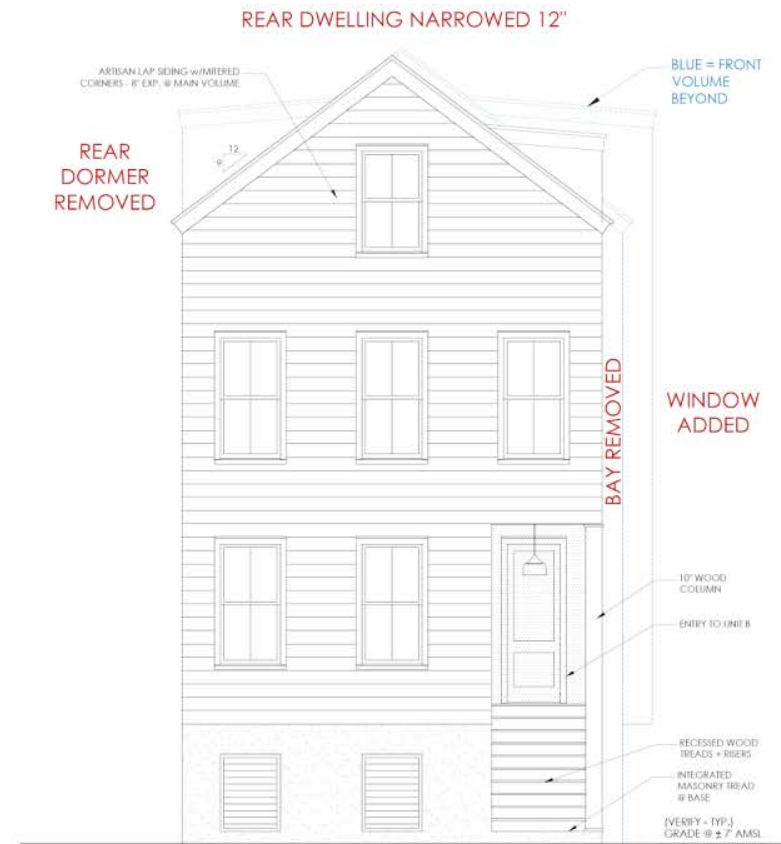 REAR DWELLING NARROWED 12"
ARTISAN LAP SIDING w/MITERED
CORNERS - 8" EXP. @ MAIN VOLUME
BLUE = FRONT
VOLUME
BEYOND
REAR
DORMER
REMOVED
12
BAY REMOVED
WINDOW
ADDED
10" WOOD
COLUMN
ENTRY TO UNIT B
RECESSED WOOD
TREADS + RISERS
INTEGRATED
MASONRY TREAD
@ BASE
(VERIFY - TYP.)
GRADE @ ± 7' AMSL